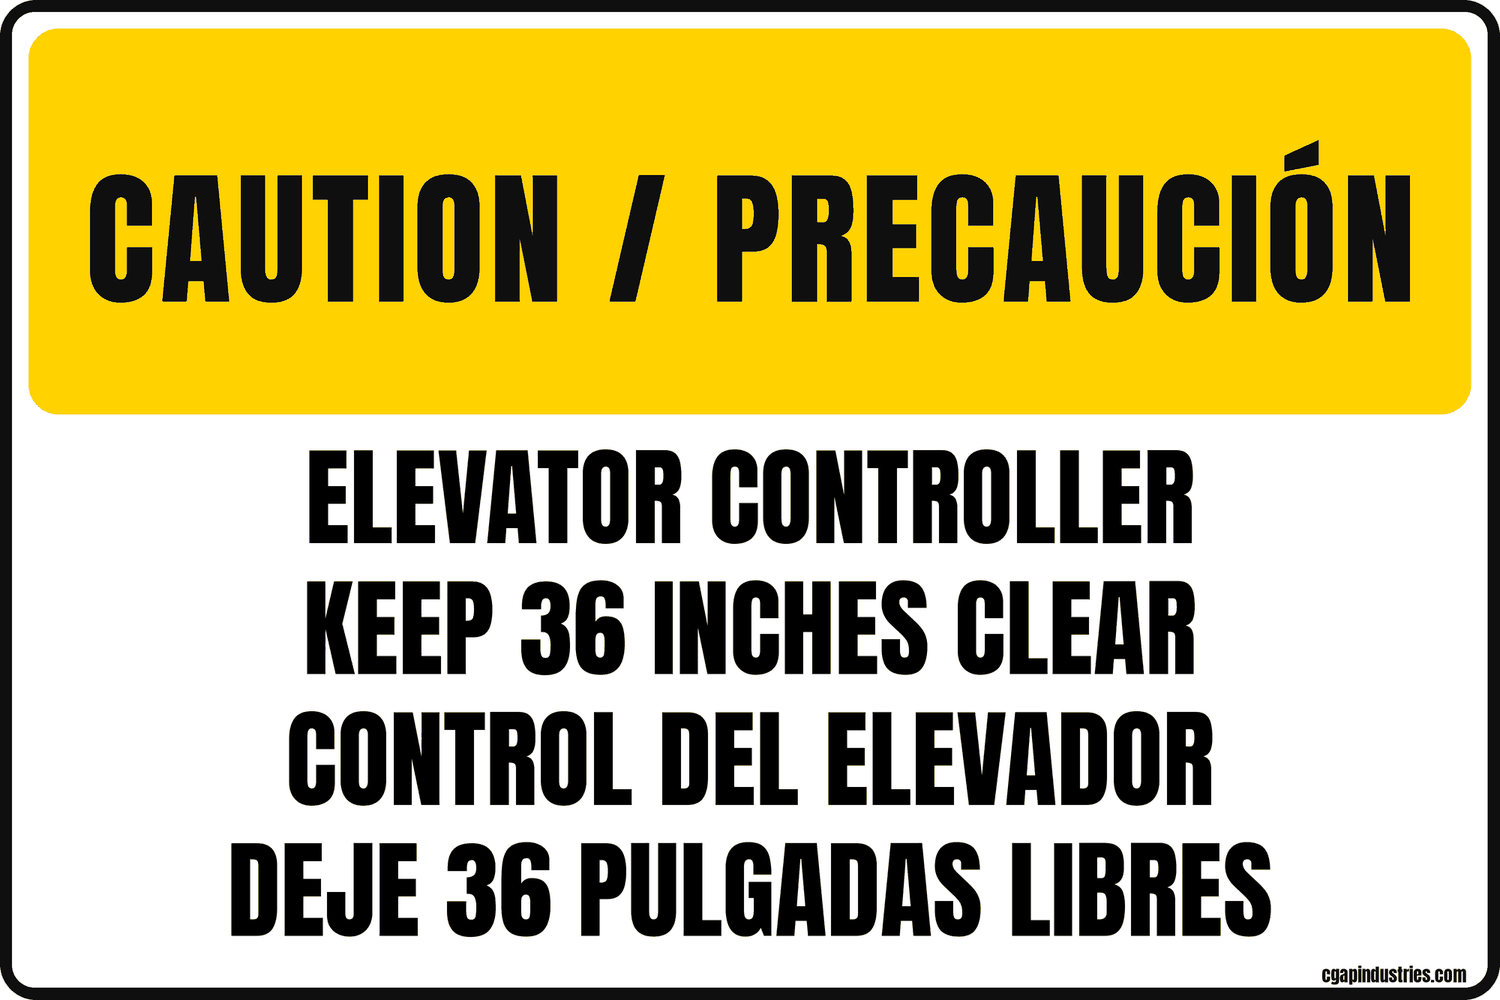 CAUTION / PRECAUCIÓN
ELEVATOR CONTROLLER
KEEP 36 INCHES CLEAR
CONTROL DEL ELEVADOR
DEJE 36 PULGADAS LIBRES
cgapindustries.com